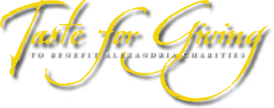 Taste for Giving
TO BENEFIT ALEXANDRIA CHARITIES